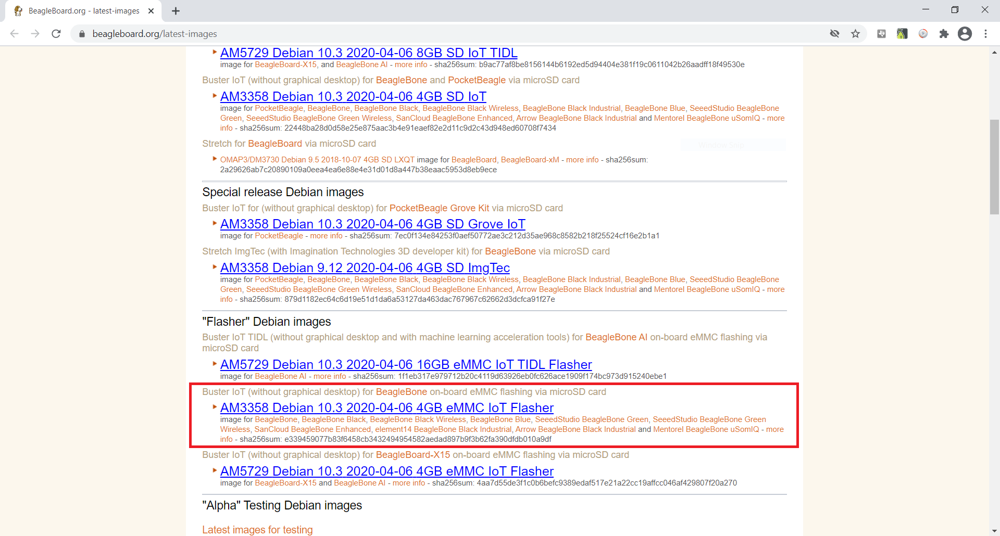 BeagleBoard.org - latest-images
beagleboard.org/latest-images
AM5729 Debian 10.3 2020-04-06 8GB SD IoT TIDL
image for BeagleBoard-X15, and BeagleBone AI - more info - sha256sum: b9ac77af8be8156144b6192ed5d94404e381f19c0611042b26aadff18f49530e
Buster IoT (without graphical desktop) for BeagleBone and PocketBeagle via microSD card
AM3358 Debian 10.3 2020-04-06 4GB SD IoT
image for PocketBeagle, BeagleBone, BeagleBone Black, BeagleBone Black Wireless, BeagleBone Black Industrial, BeagleBone Blue, SeeedStudio BeagleBone
Green, SeeedStudio BeagleBone Green Wireless, SanCloud BeagleBone Enhanced, Arrow BeagleBone Black Industrial and Mentorel BeagleBone uSomIQ - more
info - sha256sum: 22448ba28d0d58e25e875aac3b4e91eaef82e2d11c9d2c43d948ed60708f7434
Stretch for BeagleBoard via microSD card
Window Snip
OMAP3/DM3730 Debian 9.5 2018-10-07 4GB SD LXQT image for BeagleBoard, BeagleBoard-xM - more info - sha256sum:
2a29626ab7c20890109a0eea4ea6e88e4e31d01d8a447b38eaac5953d8eb9ece
Special release Debian images
Buster IoT for (without graphical desktop) for PocketBeagle Grove Kit via microSD card
AM3358 Debian 10.3 2020-04-06 4GB SD Grove IoT
image for PocketBeagle - more info - sha256sum: 7ec0f134e84253f0aef50772ae3c212d35ae968c8582b218f25524cf16e2b1a1
Stretch ImgTec (with Imagination Technologies 3D developer kit) for BeagleBone via microSD card
AM3358 Debian 9.12 2020-04-06 4GB SD ImgTec
image for PocketBeagle, BeagleBone, BeagleBone Black, BeagleBone Black Wireless, BeagleBone Black Industrial, BeagleBone Blue, SeeedStudio BeagleBone
Green, SeeedStudio BeagleBone Green Wireless, SanCloud BeagleBone Enhanced, Arrow BeagleBone Black Industrial and Mentorel BeagleBone uSomIQ - more
info - sha256sum: 879d1182ec64c6d19e51d1da6a53127da463dac767967c62662d3dcfca91f27e
"Flasher" Debian images
Buster IoT TIDL (without graphical desktop and with machine learning acceleration tools) for BeagleBone AI on-board eMMC flashing via
microSD card
AM5729 Debian 10.3 2020-04-06 16GB eMMC IoT TIDL Flasher
image for BeagleBone AI - more info - sha256sum: 1f1eb317e979712b20c4119d63926eb0fc626ace1909f174bc973d915240ebe1
Buster IoT (without graphical desktop) for BeagleBone on-board eMMC flashing via microSD card
AM3358 Debian 10.3 2020-04-06 4GB eMMC IoT Flasher
image for BeagleBone, BeagleBone Black, BeagleBone Black Wireless, BeagleBone Blue, SeeedStudio BeagleBone Green, SeeedStudio BeagleBone Green
Wireless, SanCloud BeagleBone Enhanced, element14 BeagleBone Black Industrial, Arrow BeagleBone Black Industrial and Mentorel BeagleBone uSomIQ - more
info - sha256sum: e339459077b83f6458cb3432494954582aedad897b9f3b62fa390dfdb010a9df
Buster IoT (without graphical desktop) for BeagleBoard-X15 on-board eMMC flashing via microSD card
AM5729 Debian 10.3 2020-04-06 4GB eMMC IoT Flasher
image for BeagleBoard-X15 and BeagleBone AI - more info - sha256sum: 4aa7d55de3f1c0b6befc9389edaf517e21a22cc19affcc046af429807f20a270
"Alpha" Testing Debian images
Latest images for testing